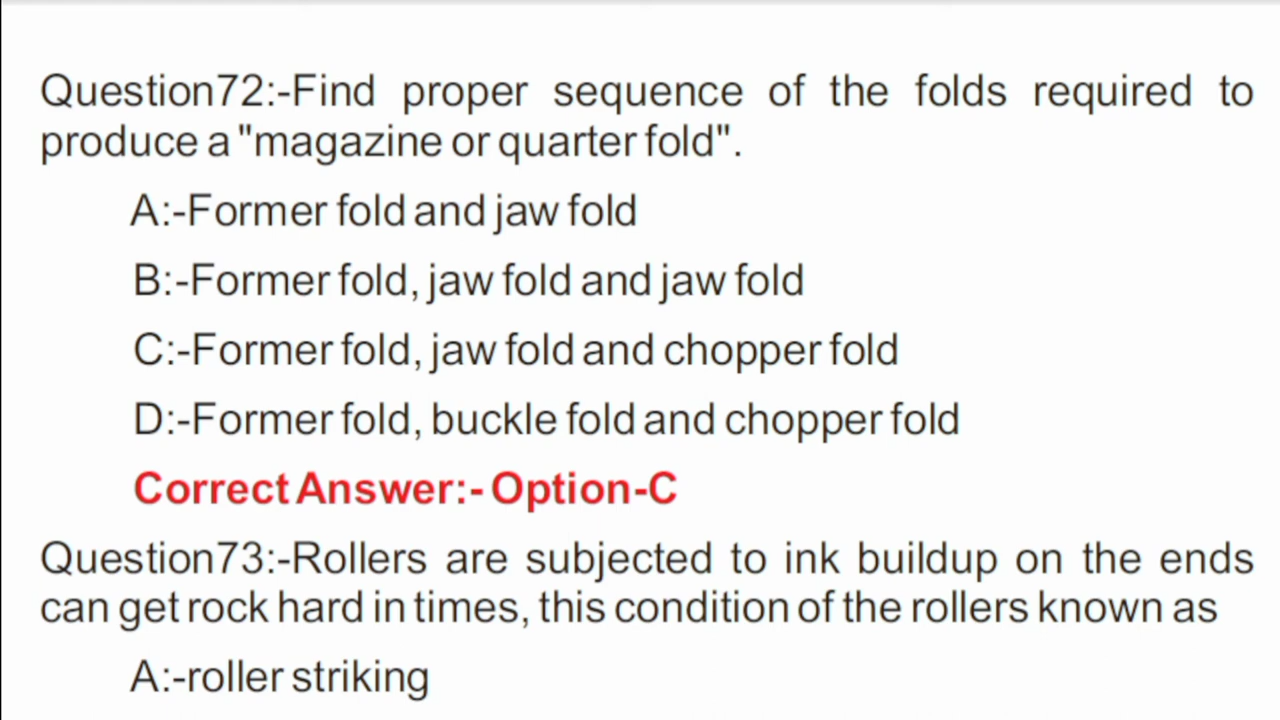 Question72:-Find proper sequence of the folds required to
produce a "magazine or quarter fold".
A:-Former fold and jaw fold
B:-Former fold, jaw fold and jaw fold
C:-Former fold, jaw fold and chopper fold
D:-Former fold, buckle fold and chopper fold
Correct Answer:- Option-C
Question73:-Rollers are subjected to ink buildup on the ends
can get rock hard in times, this condition of the rollers known as
A:-roller striking